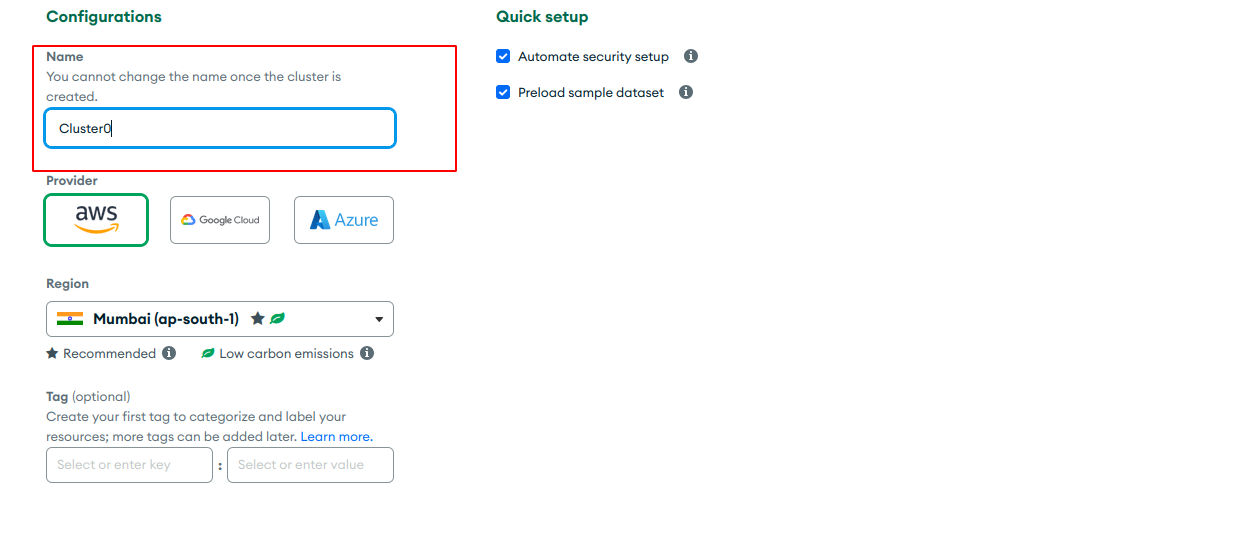 Configurations
Name
You cannot change the name once the cluster is
created.
Cluster0
Provider
aws
Google Cloud
Azure
Region
Mumbai (ap-south-1)
Recommended
Low carbon emissions
Tag (optional)
Create your first tag to categorize and label your
resources; more tags can be added later. Learn more.
Select or enter key : Select or enter value
Quick setup
Automate security setup
Preload sample dataset